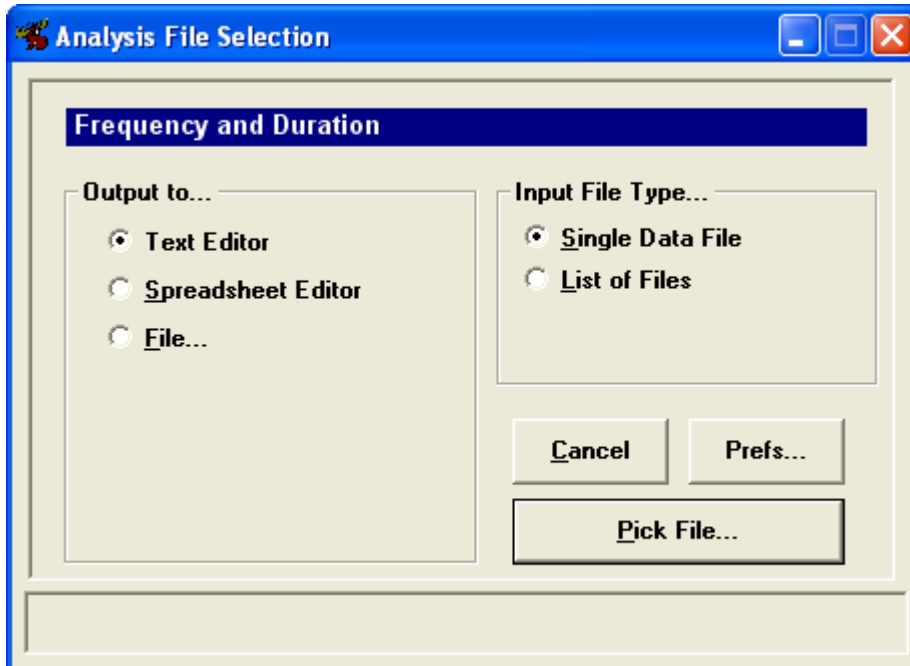 Analysis File Selection
Frequency and Duration
Output to...
Text Editor
Spreadsheet Editor
File...
Input File Type...
Single Data File
List of Files
Cancel
Prefs...
Pick File...